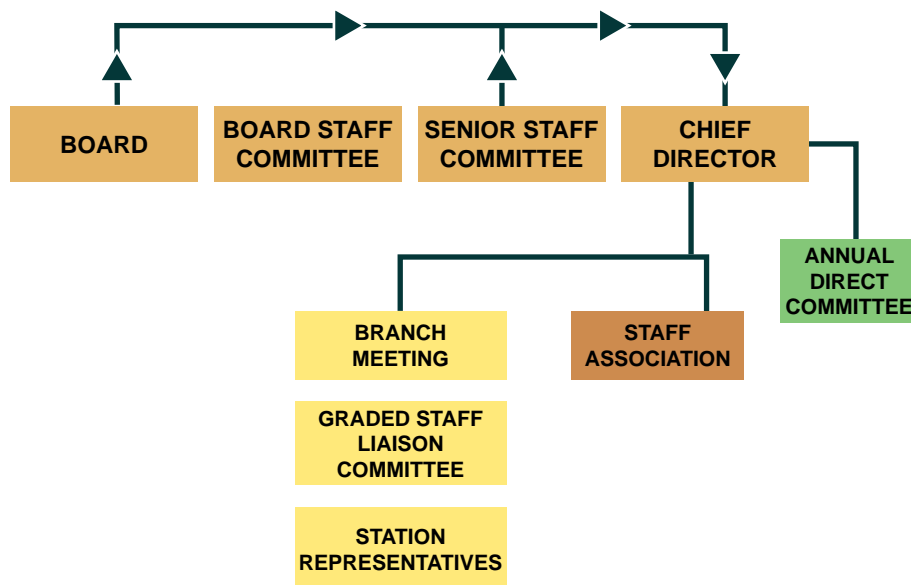 BOARD
BOARD STAFF
COMMITTEE
SENIOR STAFF
COMMITTEE
CHIEF
DIRECTOR
ANNUAL
DIRECT
COMMITTEE
BRANCH
MEETING
STAFF
ASSOCIATION
GRADED STAFF
LIAISON
COMMITTEE
STATION
REPRESENTATIVES